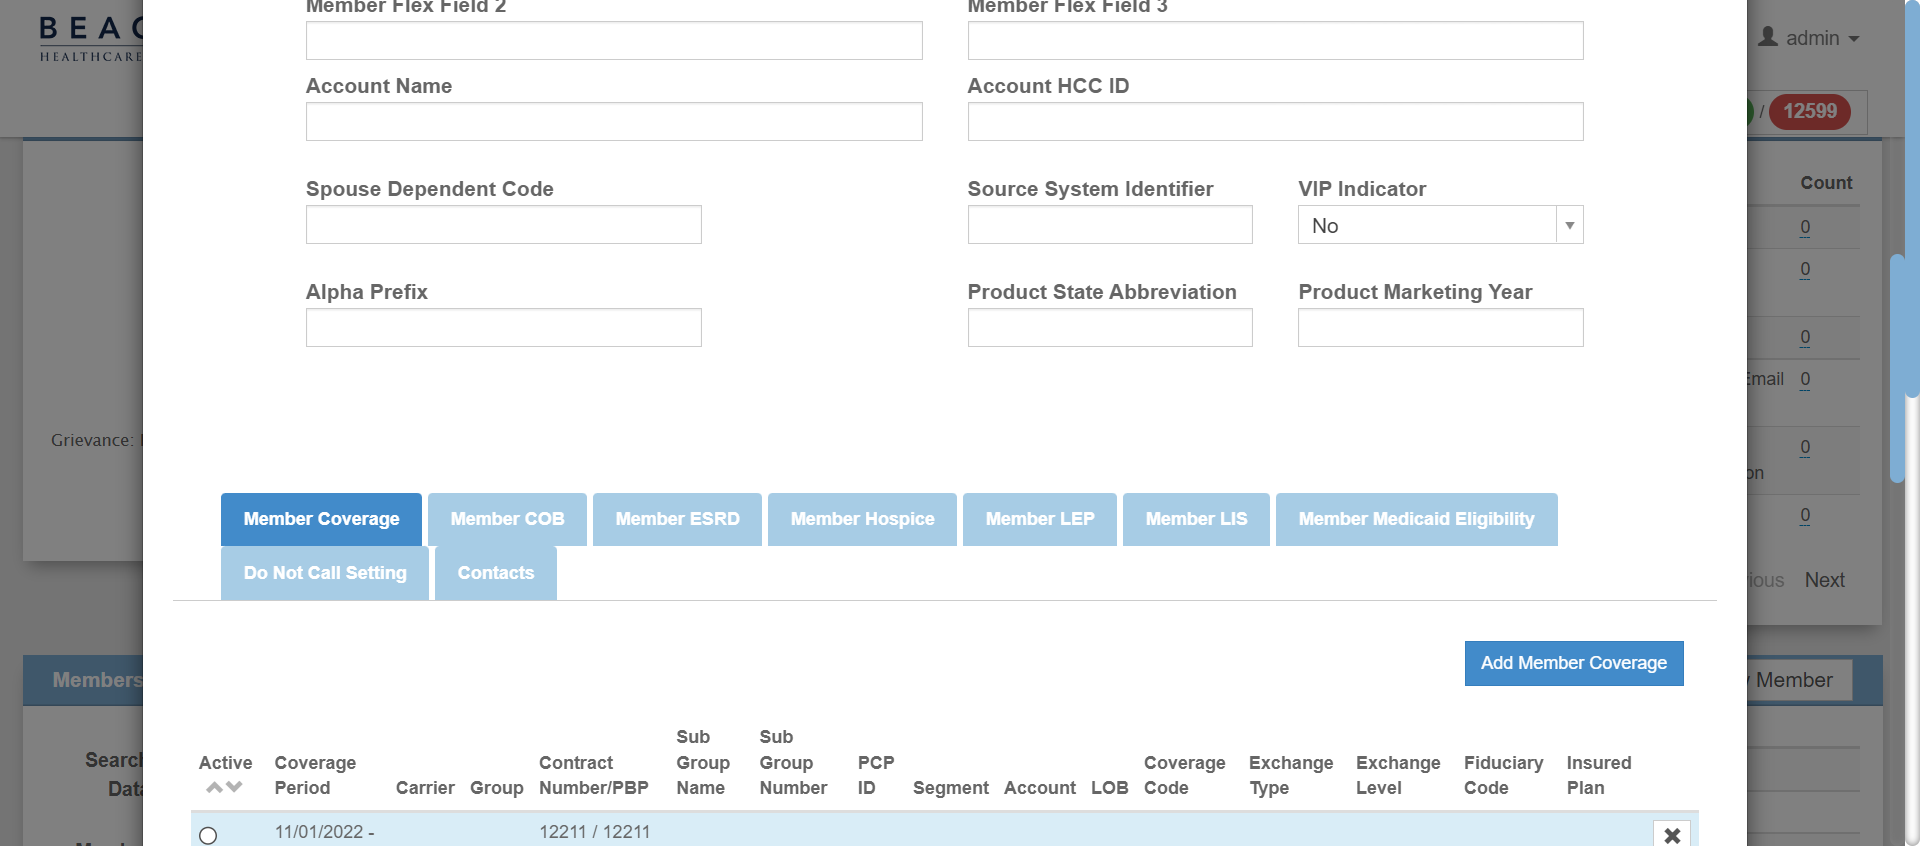 Member Flex Field 2
Member Flex Field 3
BEAC
HEALTHCARE
admin
Account Name
Account HCC ID
/ 12599
Spouse Dependent Code
Source System Identifier
VIP Indicator
No
Count
0
0
Alpha Prefix
Product State Abbreviation
Product Marketing Year
0
Email 0
Grievance:
0
on
0
Member Coverage
Member COB
Member ESRD
Member Hospice
Member LEP
Member LIS
Member Medicaid Eligibility
Do Not Call Setting
Contacts
ious Next
Add Member Coverage
Members
Member
Search
Data
Active
Coverage Period
Carrier
Group
Contract Number/PBP
Sub Group Name
Sub Group Number
PCP ID
Segment
Account
LOB
Coverage Code
Exchange Type
Exchange Level
Fiduciary Code
Insured Plan
11/01/2022 -
12211 / 12211